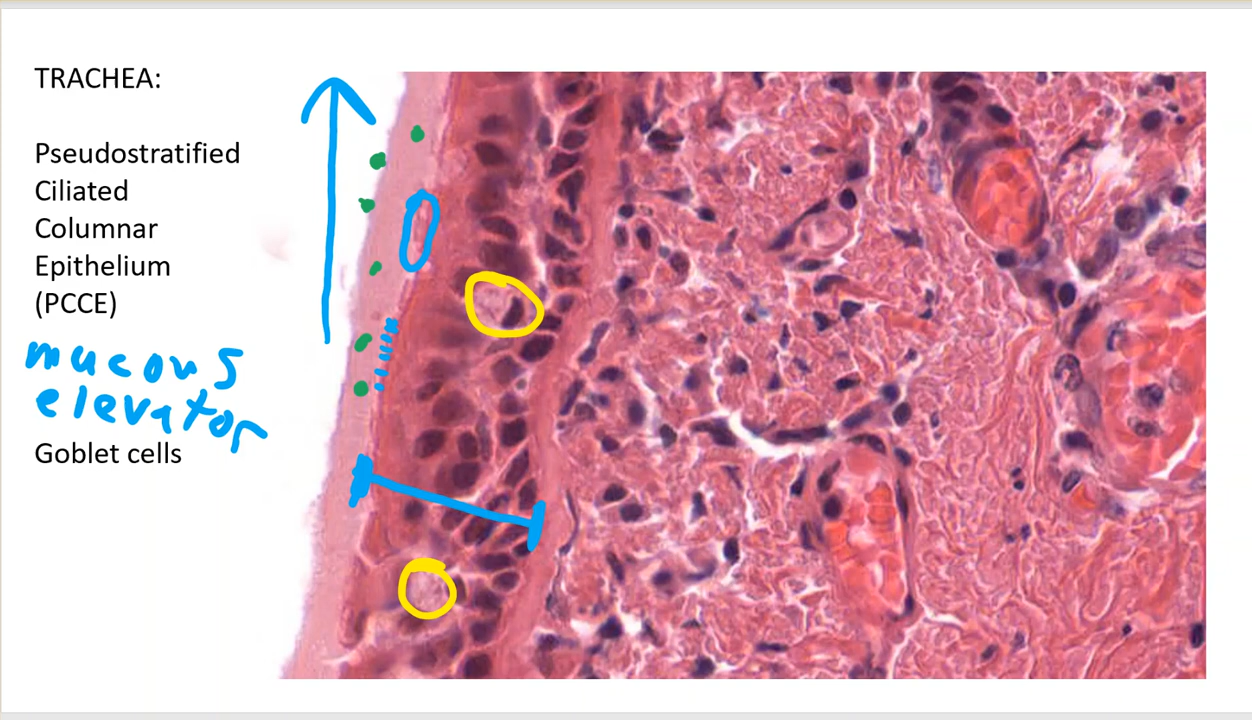 TRACHEA:
Pseudostratified
Ciliated
Columnar
Epithelium
(PCCE)
mucous
elevator
Goblet cells